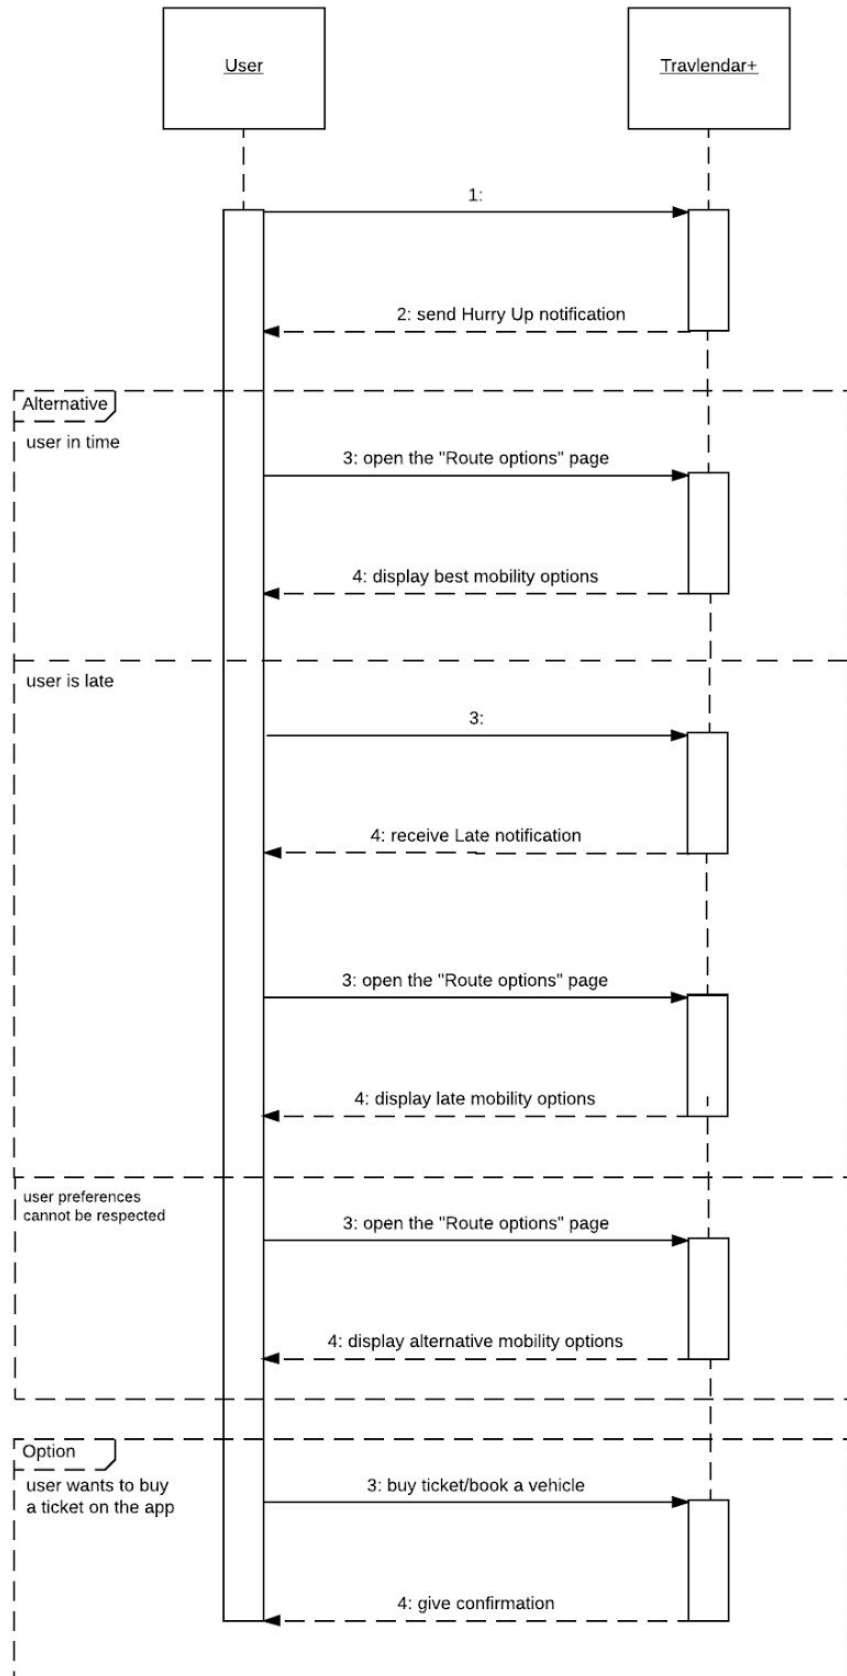 User
Travlendar+
1:
2: send Hurry Up notification
Alternative
user in time
3: open the "Route options" page
4: display best mobility options
user is late
3:
4: receive Late notification
3: open the "Route options" page
4: display late mobility options
user preferences
cannot be respected
3: open the "Route options" page
4: display alternative mobility options
Option
user wants to buy
a ticket on the app
3: buy ticket/book a vehicle
4: give confirmation